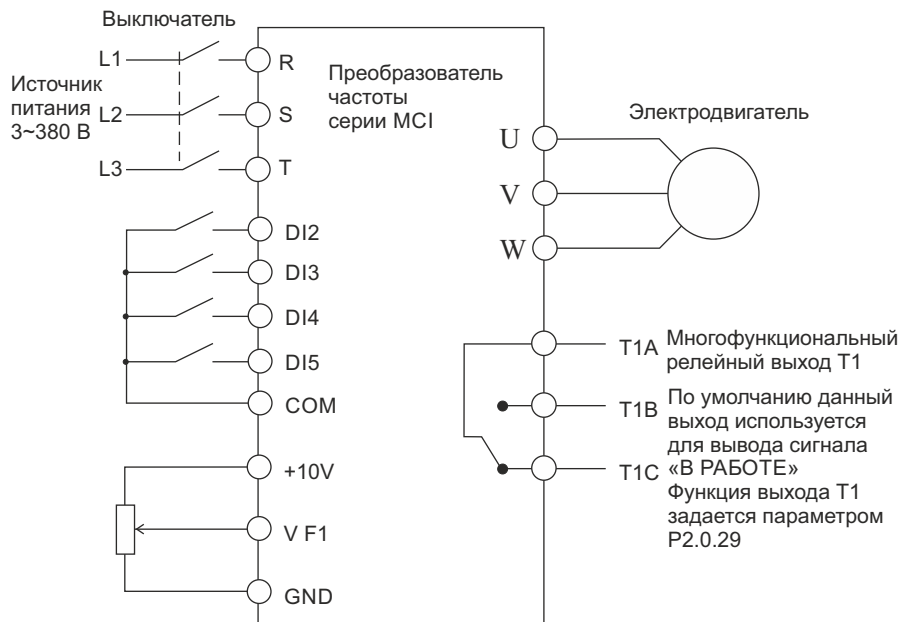 Выключатель
L1
R
Источник
питания
3~380 В
L2
S
L3
T
Преобразователь
частоты
серии MCI
Электродвигатель
U
V
W
DI2
DI3
DI4
DI5
COM
+10V
V F1
GND
T1A
Многофункциональный
релейный выход T1
T1B
T1C
По умолчанию данный
выход используется
для вывода сигнала
«В РАБОТЕ»
Функция выхода T1
задается параметром
P2.0.29